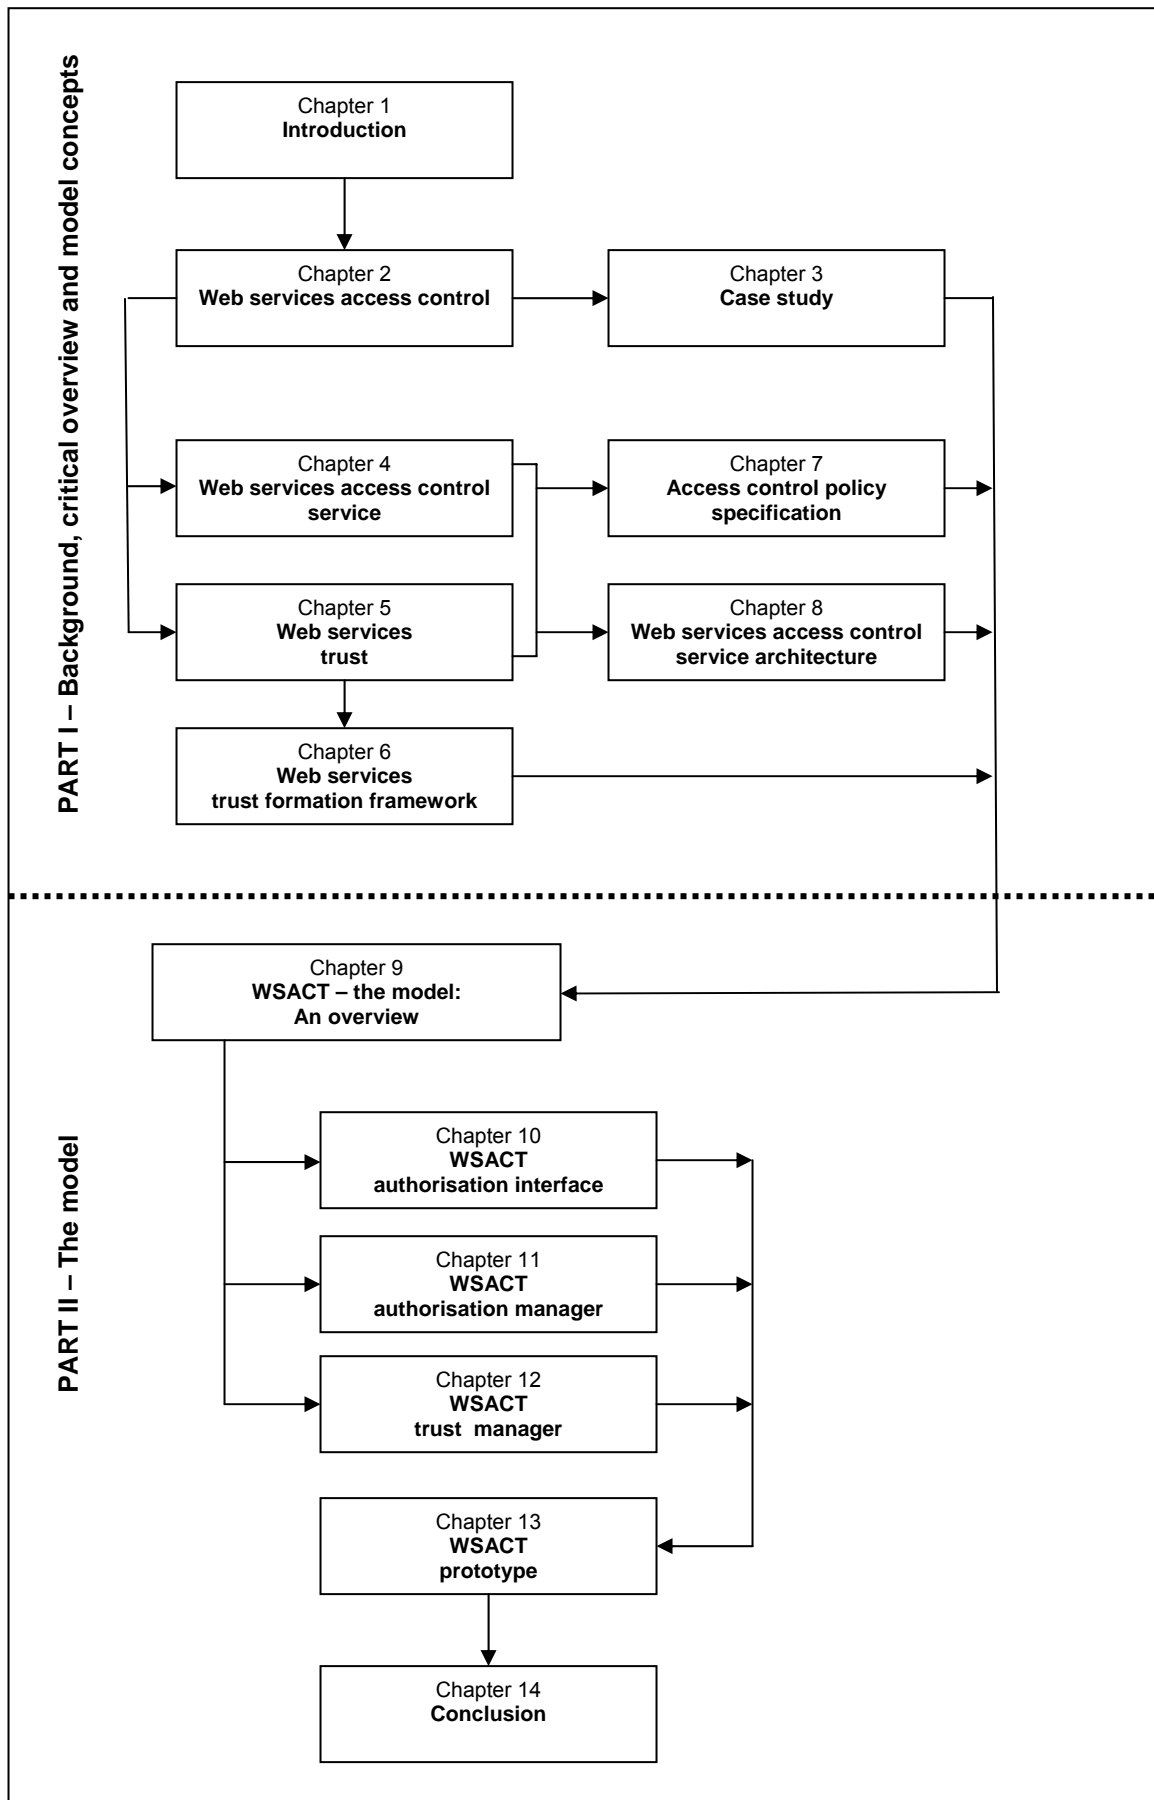 PART I – Background, critical overview and model concepts
Chapter 1
Introduction
Chapter 2
Web services access control
Chapter 3
Case study
Chapter 4
Web services access control
service
Chapter 7
Access control policy
specification
Chapter 5
Web services
trust
Chapter 8
Web services access control
service architecture
Chapter 6
Web services
trust formation framework
PART II – The model
Chapter 9
WSACT – the model:
An overview
Chapter 10
WSACT
authorisation interface
Chapter 11
WSACT
authorisation manager
Chapter 12
WSACT
trust  manager
Chapter 13
WSACT
prototype
Chapter 14
Conclusion